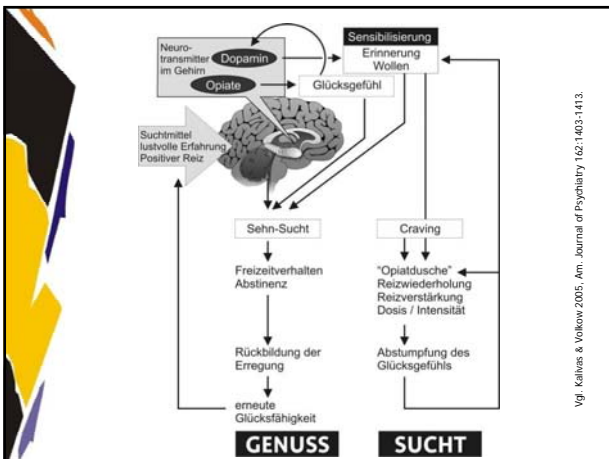 Neuro-
transmitter
im Gehirn
Dopamin
Opiate
Sensibilisierung
Erinnerung
Wollen
Glücksgefühl
Suchtmittel
lustvolle Erfahrung
Positiver Reiz
Sehn-Sucht
Freizeitverhalten
Abstinenz
Rückbildung der
Erregung
erneute
Glücksfähigkeit
GENUSS
Craving
"Opiatdusche"
Reizwiederholung
Reizverstärkung
Dosis / Intensität
Abstumpfung des
Glücksgefühls
SUCHT
Vgl. Kalivas & Volkow 2005, Am. Journal of Psychiatry 162:1403-1413.